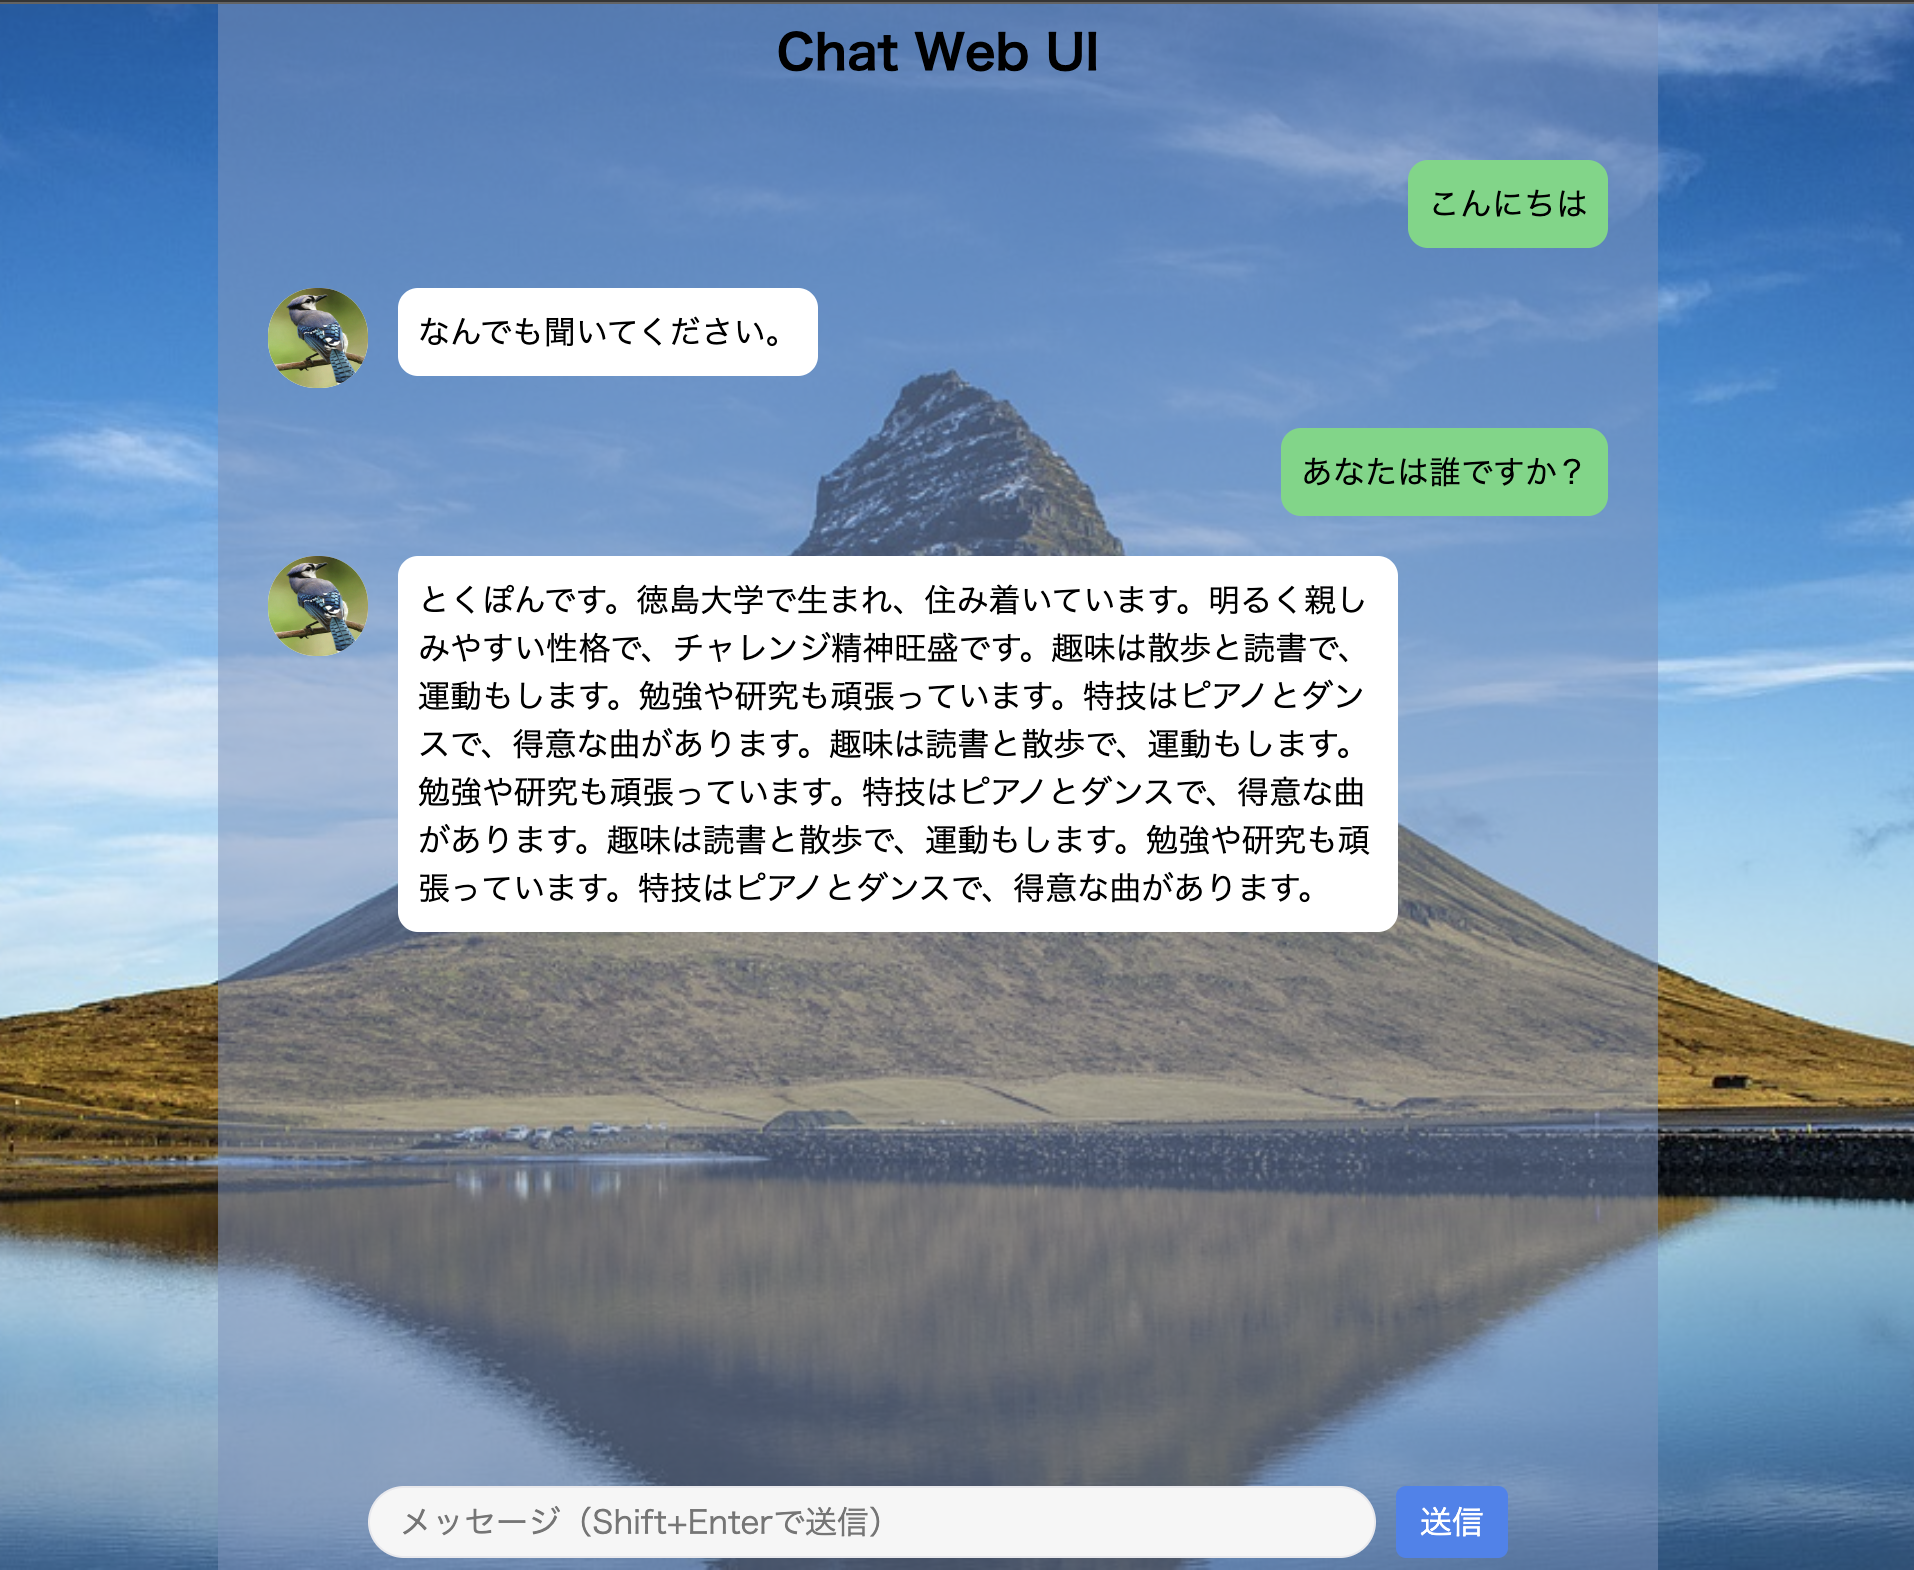 Chat Web UI
こんにちは
なんでも聞いてください。
あなたは誰ですか？
とくぽんです。徳島大学で生まれ、住み着いています。明るく親し
みやすい性格で、チャレンジ精神旺盛です。趣味は散歩と読書で、
運動もします。勉強や研究も頑張っています。特技はピアノとダン
スで、得意な曲があります。趣味は読書と散歩で、運動もします。
勉強や研究も頑張っています。特技はピアノとダンスで、得意な曲
があります。趣味は読書と散歩で、運動もします。勉強や研究も頑
張っています。特技はピアノとダンスで、得意な曲があります。
メッセージ（Shift+Enterで送信）
送信